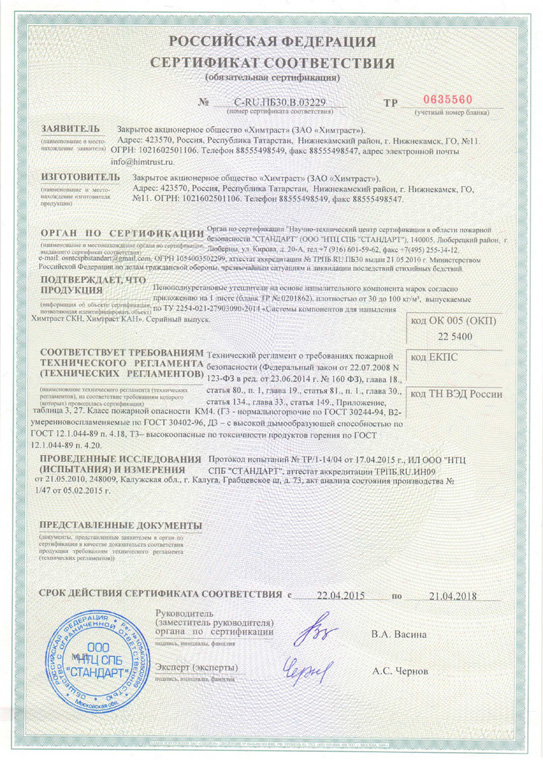 РОССИЙСКАЯ ФЕДЕРАЦИЯ
СЕРТИФИКАТ СООТВЕТСТВИЯ
(обязательная сертификация)
№ C-RU.ПБ30.В.03229
(номер сертификата соответствия)
ТР 0635560
(учетный номер бланка)
ЗАЯВИТЕЛЬ
(наименование и место-
нахождение заявителя)
Закрытое акционерное общество «Химтраст» (ЗАО «Химтраст»).
Адрес: 423570, Россия, Республика Татарстан, Нижнекамский район, г. Нижнекамск, ГО, №11.
ОГРН: 1021602501106. Телефон 88555498549, факс 88555498547, адрес электронной почты
info@himtrust.ru.
ИЗГОТОВИТЕЛЬ
(наименование и место-
нахождение изготовителя
продукции)
Закрытое акционерное общество «Химтраст» (ЗАО «Химтраст»).
Адрес: 423570, Россия, Республика Татарстан, Нижнекамский район, г. Нижнекамск, ГО,
№11. ОГРН: 1021602501106. Телефон 88555498549, факс 88555498547.
ОРГАН ПО СЕРТИФИКАЦИИ
(наименование и местонахождение органа по сертификации,
выдавшего сертификат соответствия)
Орган по сертификации "Научно-технический центр сертификации в области пожарной
безопасности "СТАНДАРТ" (ООО "НТЦ СПБ "СТАНДАРТ"), 140005, Люберецкий район, г.
Люберцы, ул. Кирова, д. 20-А, тел.+7 (916) 601-59-62, факс +7(495) 255-34-12.
e-mail. osntcspbstandart@gmail.com, ОГРН 1054003502299, аттестат аккредитации № ТРПБ.RU.ПБ30 выдан 21.05.2010 г. Министерством
Российской Федерации по делам гражданской обороны, чрезвычайным ситуациям и ликвидации последствий стихийных бедствий
ПОДТВЕРЖДАЕТ, ЧТО
ПРОДУКЦИЯ
(информация об объекте сертификации,
позволяющая идентифицировать объект)
Пенополиуретановые утеплители на основе напылительного компонента марок согласно
приложению на 1 листе (бланк ТР №0201862), плотностью от 30 до 100 кг/м³, выпускаемые
по ТУ 2254-021-27903090-2014 «Системы компонентов для напыления
Химтраст СКН, Химтраст КАН». Серийный выпуск.
код ОК 005 (ОКП)
22 5400
код ЕКПС
код ТН ВЭД России
СООТВЕТСТВУЕТ ТРЕБОВАНИЯМ
ТЕХНИЧЕСКОГО РЕГЛАМЕНТА
(ТЕХНИЧЕСКИХ РЕГЛАМЕНТОВ)
(наименование технического регламента (технических
регламентов), на соответствие требованиям которого
(которых) проводилась сертификация)
Технический регламент о требованиях пожарной
безопасности (Федеральный закон от 22.07.2008 N
123-ФЗ в ред. от 23.06.2014 г. № 160 ФЗ), глава 18.,
статья 80., п. 1, глава 19., статья 81., п. 1., глава 30.,
статья 134., глава 33., статья 149., Приложение,
таблица 3, 27. Класс пожарной опасности КМ4. (Г3 - нормальногорючие по ГОСТ 30244-94, В2-
умеренновоспламеняемые по ГОСТ 30402-96, Д3 – с высокой дымообразующей способностью по
ГОСТ 12.1.044-89 п. 4.18, Т3– высокоопасные по токсичности продуктов горения по ГОСТ
12.1.044-89 п. 4.20.
ПРОВЕДЕННЫЕ ИССЛЕДОВАНИЯ
(ИСПЫТАНИЯ) И ИЗМЕРЕНИЯ
Протокол испытаний № ТР/1-14/04 от 17.04.2015 г., ИЛ ООО "НТЦ
СПБ "СТАНДАРТ", аттестат аккредитации ТРПБ.RU.ИН09
от 21.05.2010, 248009, Калужская обл., г. Калуга, Грабцевское ш, д. 73, акт анализа состояния производства №
1/47 от 05.02.2015 г.
ПРЕДСТАВЛЕННЫЕ ДОКУМЕНТЫ
(документы, представленные заявителем в орган по
сертификации в качестве доказательств соответствия
продукции требованиям технического регламента
(технических регламентов))
СРОК ДЕЙСТВИЯ СЕРТИФИКАТА СООТВЕТСТВИЯ с 22.04.2015 по 21.04.2018
Руководитель
(заместитель руководителя)
органа по сертификации
подпись, инициалы, фамилия
В.А. Васина
Эксперт (эксперты)
подпись, инициалы, фамилия
А.С. Чернов
М.П.
ООО
"НТЦ СПБ
"СТАНДАРТ"
Московская обл.